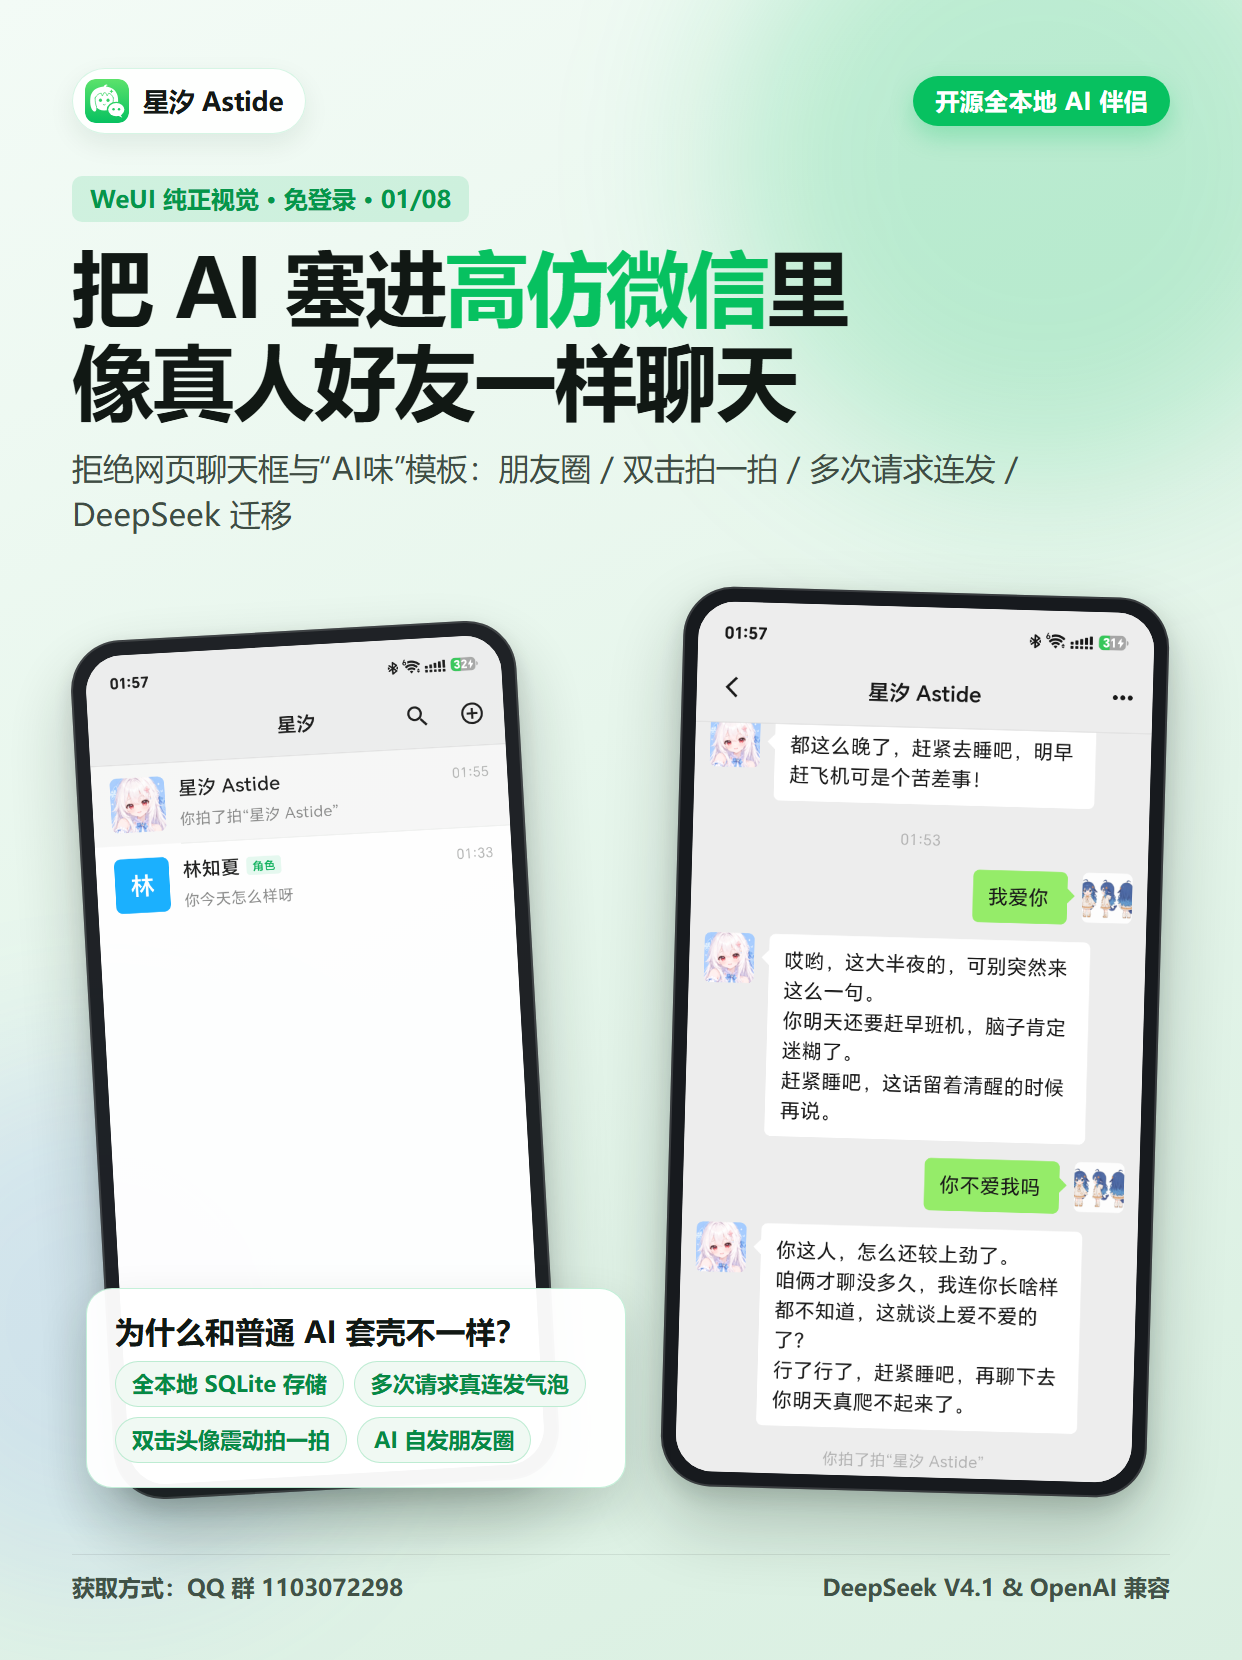 星汐 Astide
开源全本地 AI 伴侣
WeUI 纯正视觉 • 免登录 • 01/08
把 AI 塞进高仿微信里
像真人好友一样聊天
拒绝网页聊天框与“AI味”模板：朋友圈 / 双击拍一拍 / 多次请求连发 /
DeepSeek 迁移
01:57
32
星汐
星汐 Astide
01:55
你拍了拍“星汐 Astide”
林
林知夏 角色
01:33
你今天怎么样呀
01:57
31
星汐 Astide
都这么晚了，赶紧去睡吧，明早
赶飞机可是个苦差事！
01:53
我爱你
哎哟，这大半夜的，可别突然来
这么一句。
你明天还要赶早班机，脑子肯定
迷糊了。
赶紧睡吧，这话留着清醒的时候
再说。
你不爱我吗
你这人，怎么还较上劲了。
咱俩才聊没多久，我连你长啥样
都不知道，这就谈上爱不爱的
了？
行了行了，赶紧睡吧，再聊下去
你明天真爬不起来了。
你拍了拍“星汐 Astide”
为什么和普通 AI 套壳不一样？
全本地 SQLite 存储
多次请求真连发气泡
双击头像震动拍一拍
AI 自发朋友圈
获取方式：QQ 群 1103072298
DeepSeek V4.1 & OpenAI 兼容